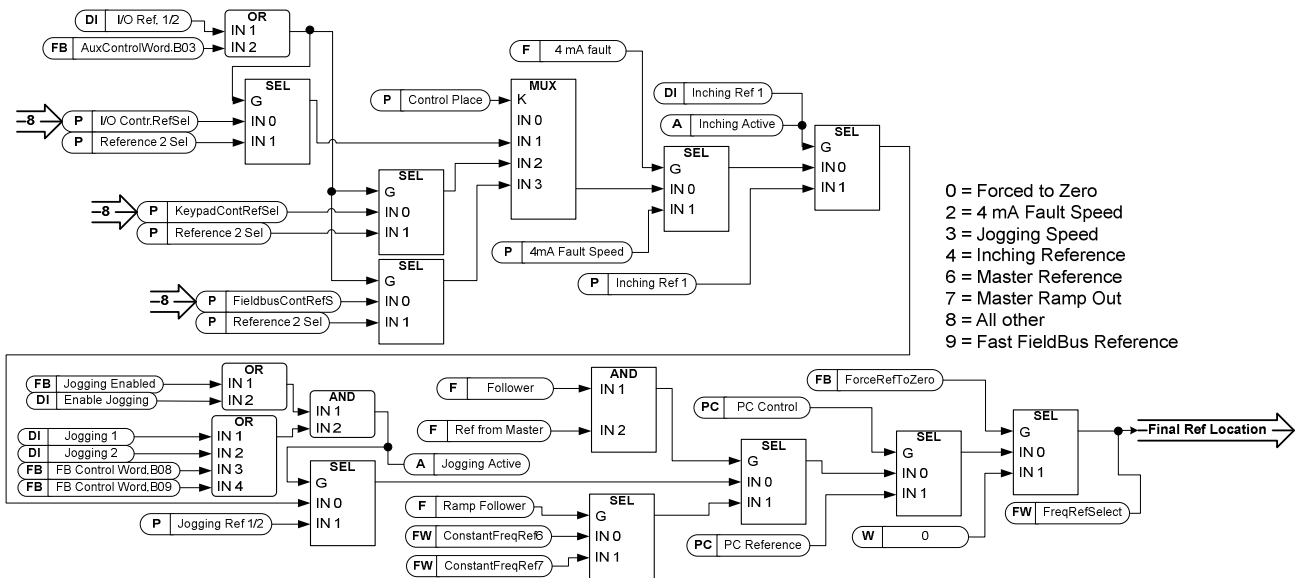 DI I/O Ref. 1/2
FB AuxControlWord.B03
OR
IN 1
IN 2
SEL
G
IN 0
IN 1
–8
P I/O Contr.RefSel
P Reference 2 Sel
–8
P KeypadContRefSel
P Reference 2 Sel
SEL
G
IN 0
IN 1
–8
P FieldbusContRefS
P Reference 2 Sel
SEL
G
IN 0
IN 1
P Control Place
MUX
K
IN 0
IN 1
IN 2
IN 3
F 4 mA fault
P 4mA Fault Speed
SEL
G
IN 0
IN 1
DI Inching Ref 1
A Inching Active
P Inching Ref 1
SEL
G
IN 0
IN 1
0 = Forced to Zero
2 = 4 mA Fault Speed
3 = Jogging Speed
4 = Inching Reference
6 = Master Reference
7 = Master Ramp Out
8 = All other
9 = Fast FieldBus Reference
FB Jogging Enabled
DI Enable Jogging
OR
IN 1
IN 2
DI Jogging 1
DI Jogging 2
FB FB Control Word.B08
FB FB Control Word.B09
OR
IN 1
IN 2
IN 3
IN 4
AND
IN 1
IN 2
A Jogging Active
P Jogging Ref 1/2
SEL
G
IN 0
IN 1
F Follower
F Ref from Master
AND
IN 1
IN 2
F Ramp Follower
FW ConstantFreqRef6
FW ConstantFreqRef7
SEL
G
IN 0
IN 1
SEL
G
IN 0
IN 1
PC PC Control
PC PC Reference
SEL
G
IN 0
IN 1
FB ForceRefToZero
W 0
SEL
G
IN 0
IN 1
–Final Ref Location–
FW FreqRefSelect